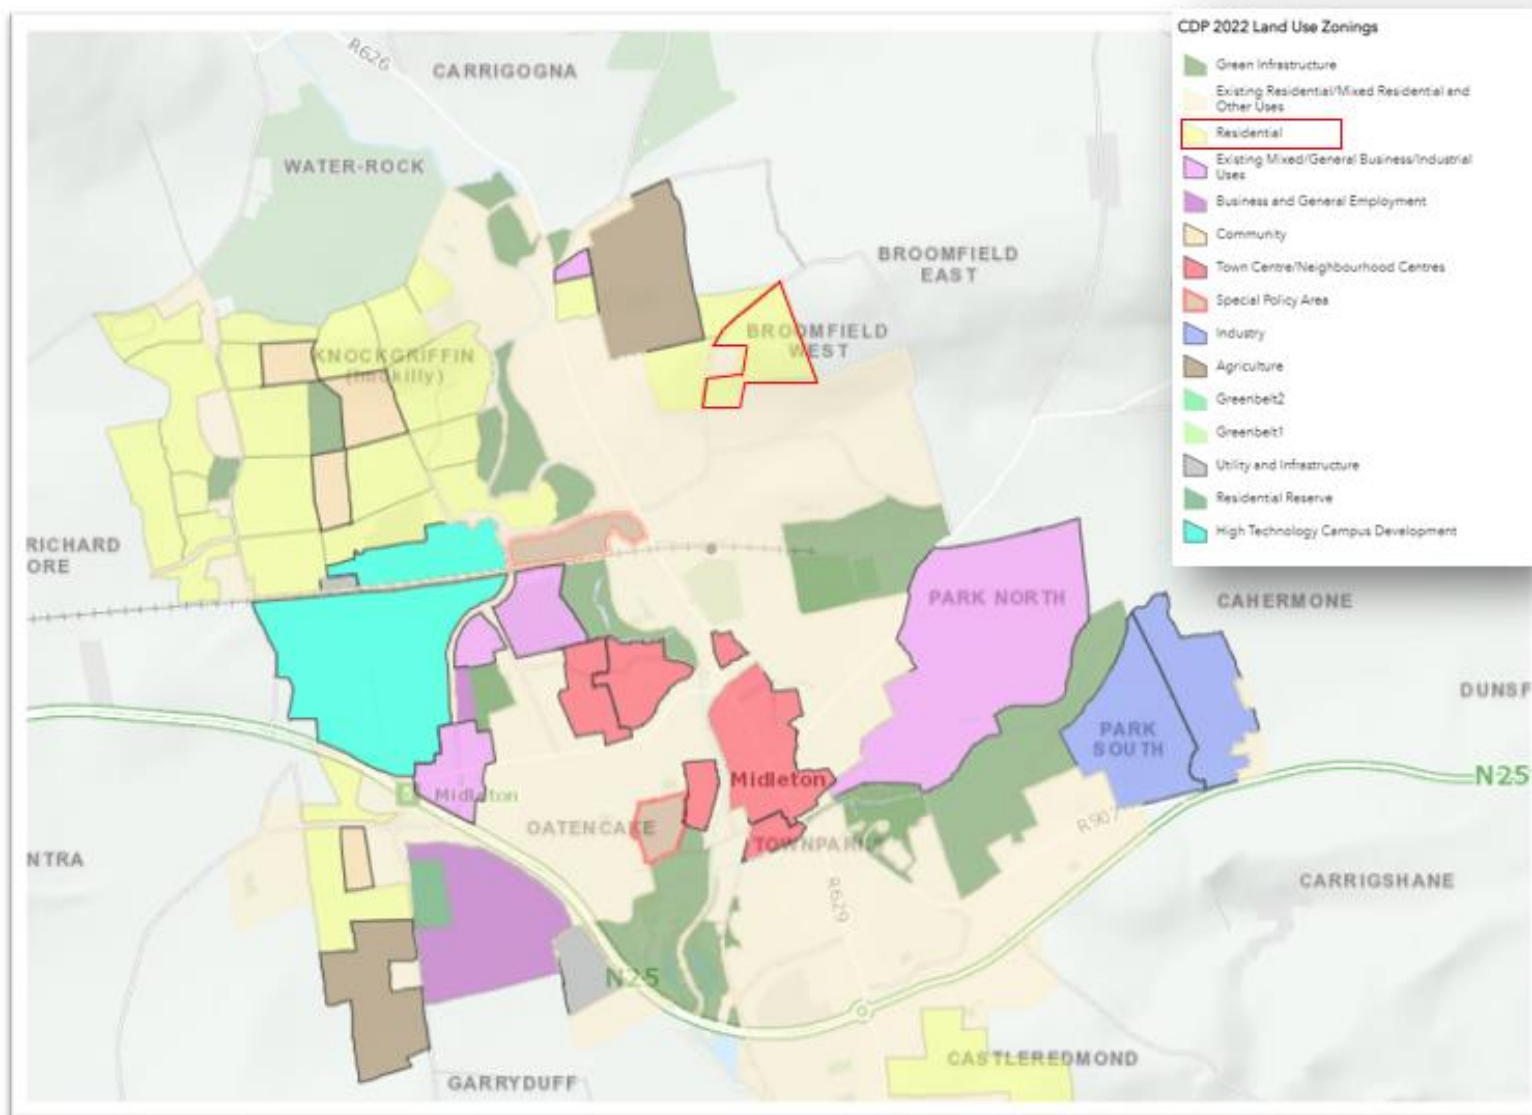 CDP 2022 Land Use Zonings
Green Infrastructure
Existing Residential/Mixed Residential and
Other Uses
Residential
Existing Mixed/General Business/Industrial
Uses
Business and General Employment
Community
Town Centre/Neighbourhood Centres
Special Policy Area
Industry
Agriculture
Greenbelt2
Greenbelt1
Utility and Infrastructure
Residential Reserve
High Technology Campus Development
R626
CARRIGOGNA
WATER-ROCK
BROOMFIELD
EAST
BROOMFIELD
WEST
KNOCKGRIFFIN
RICHARD
ORE
PARK NORTH
CAHERMONE
DUNSF
PARK
SOUTH
N25
Midleton
Midleton
OATENCAKE
R907
NTRA
R629
CARRIGSHANE
N25
CASTLEREDMOND
GARRYDUFF